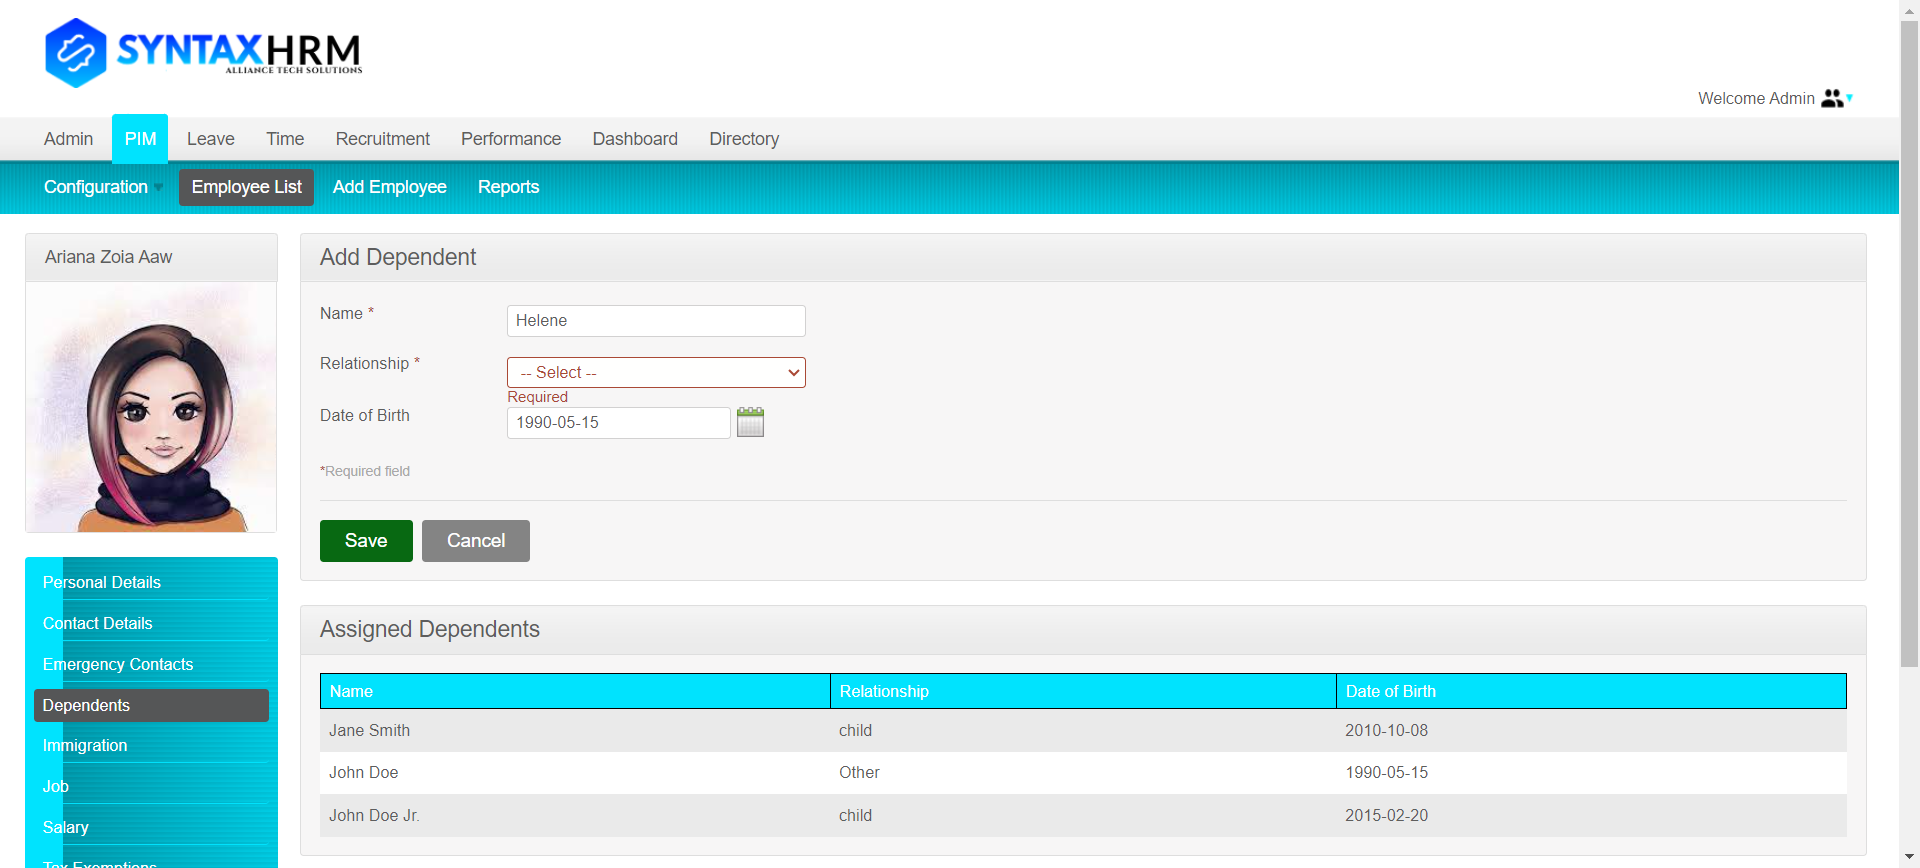 SYNTAXHRM
ALLIANCE TECH SOLUTIONS
Welcome Admin
Admin PIM Leave Time Recruitment Performance Dashboard Directory
Configuration Employee List Add Employee Reports
Ariana Zoia Aaw
Add Dependent
Name *
Helene
Relationship *
-- Select --
Required
Date of Birth
1990-05-15
*Required field
Save Cancel
Personal Details
Contact Details
Emergency Contacts
Dependents
Immigration
Job
Salary
Tax Exemptions
Assigned Dependents
Name Relationship Date of Birth
Jane Smith child 2010-10-08
John Doe Other 1990-05-15
John Doe Jr. child 2015-02-20